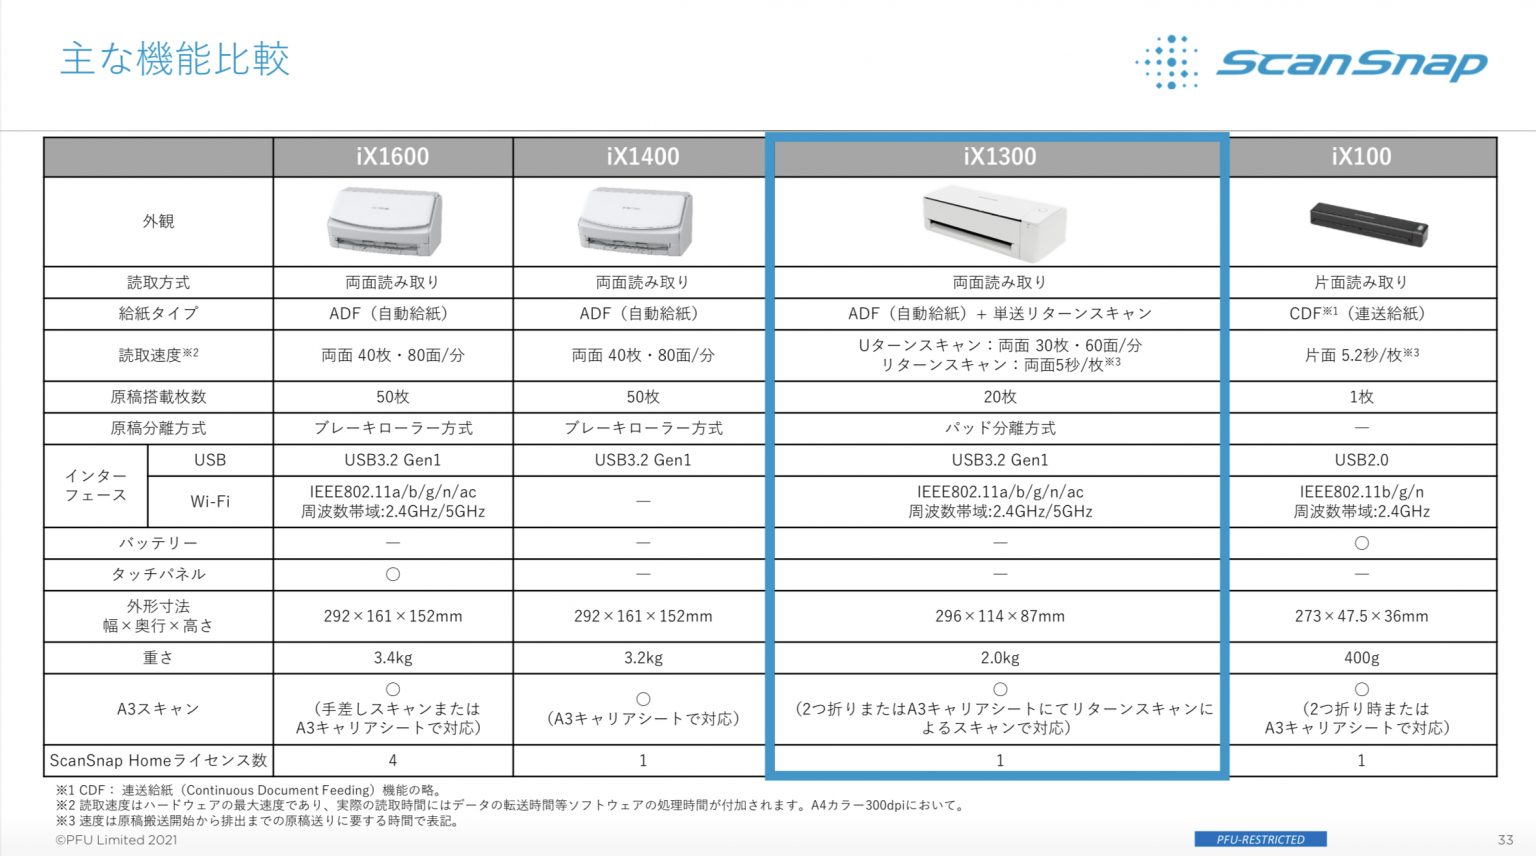 主な機能比較
ScanSnap
iX1600 iX1400 iX1300 iX100
外観
読取方式 両面読み取り 両面読み取り 両面読み取り 片面読み取り
給紙タイプ ADF（自動給紙） ADF（自動給紙） ADF（自動給紙）+ 単送リターンスキャン CDF※1（連送給紙）
読取速度※2 両面 40枚・80面/分 両面 40枚・80面/分 Uターンスキャン：両面 30枚・60面/分 片面 5.2秒/枚※3
リターンスキャン：両面5秒/枚※3
原稿搭載枚数 50枚 50枚 20枚 1枚
原稿分離方式 ブレーキローラー方式 ブレーキローラー方式 パッド分離方式 ―
インター
フェース
USB USB3.2 Gen1 USB3.2 Gen1 USB3.2 Gen1 USB2.0
Wi-Fi IEEE802.11a/b/g/n/ac ― IEEE802.11a/b/g/n/ac IEEE802.11b/g/n
周波数帯域:2.4GHz/5GHz 周波数帯域:2.4GHz/5GHz 周波数帯域:2.4GHz
バッテリー ― ― ― ○
タッチパネル ○ ― ― ―
外形寸法
幅×奥行×高さ 292×161×152mm 292×161×152mm 296×114×87mm 273×47.5×36mm
重さ 3.4kg 3.2kg 2.0kg 400g
A3スキャン ○ ○ ○ ○
（手差しスキャンまたは （A3キャリアシートで対応） （2つ折りまたはA3キャリアシートにてリターンスキャンに （2つ折り時または
A3キャリアシートで対応） よるスキャンで対応） A3キャリアシートで対応）
ScanSnap Homeライセンス数 4 1 1 1
※1 CDF： 連送給紙（Continuous Document Feeding）機能の略。
※2 読取速度はハードウェアの最大速度であり、実際の読取時間にはデータの転送時間等ソフトウェアの処理時間が付加されます。A4カラー300dpiにおいて。
※3 速度は原稿搬送開始から排出までの原稿送りに要する時間で表記。
©PFU Limited 2021
PFU-RESTRICTED
33